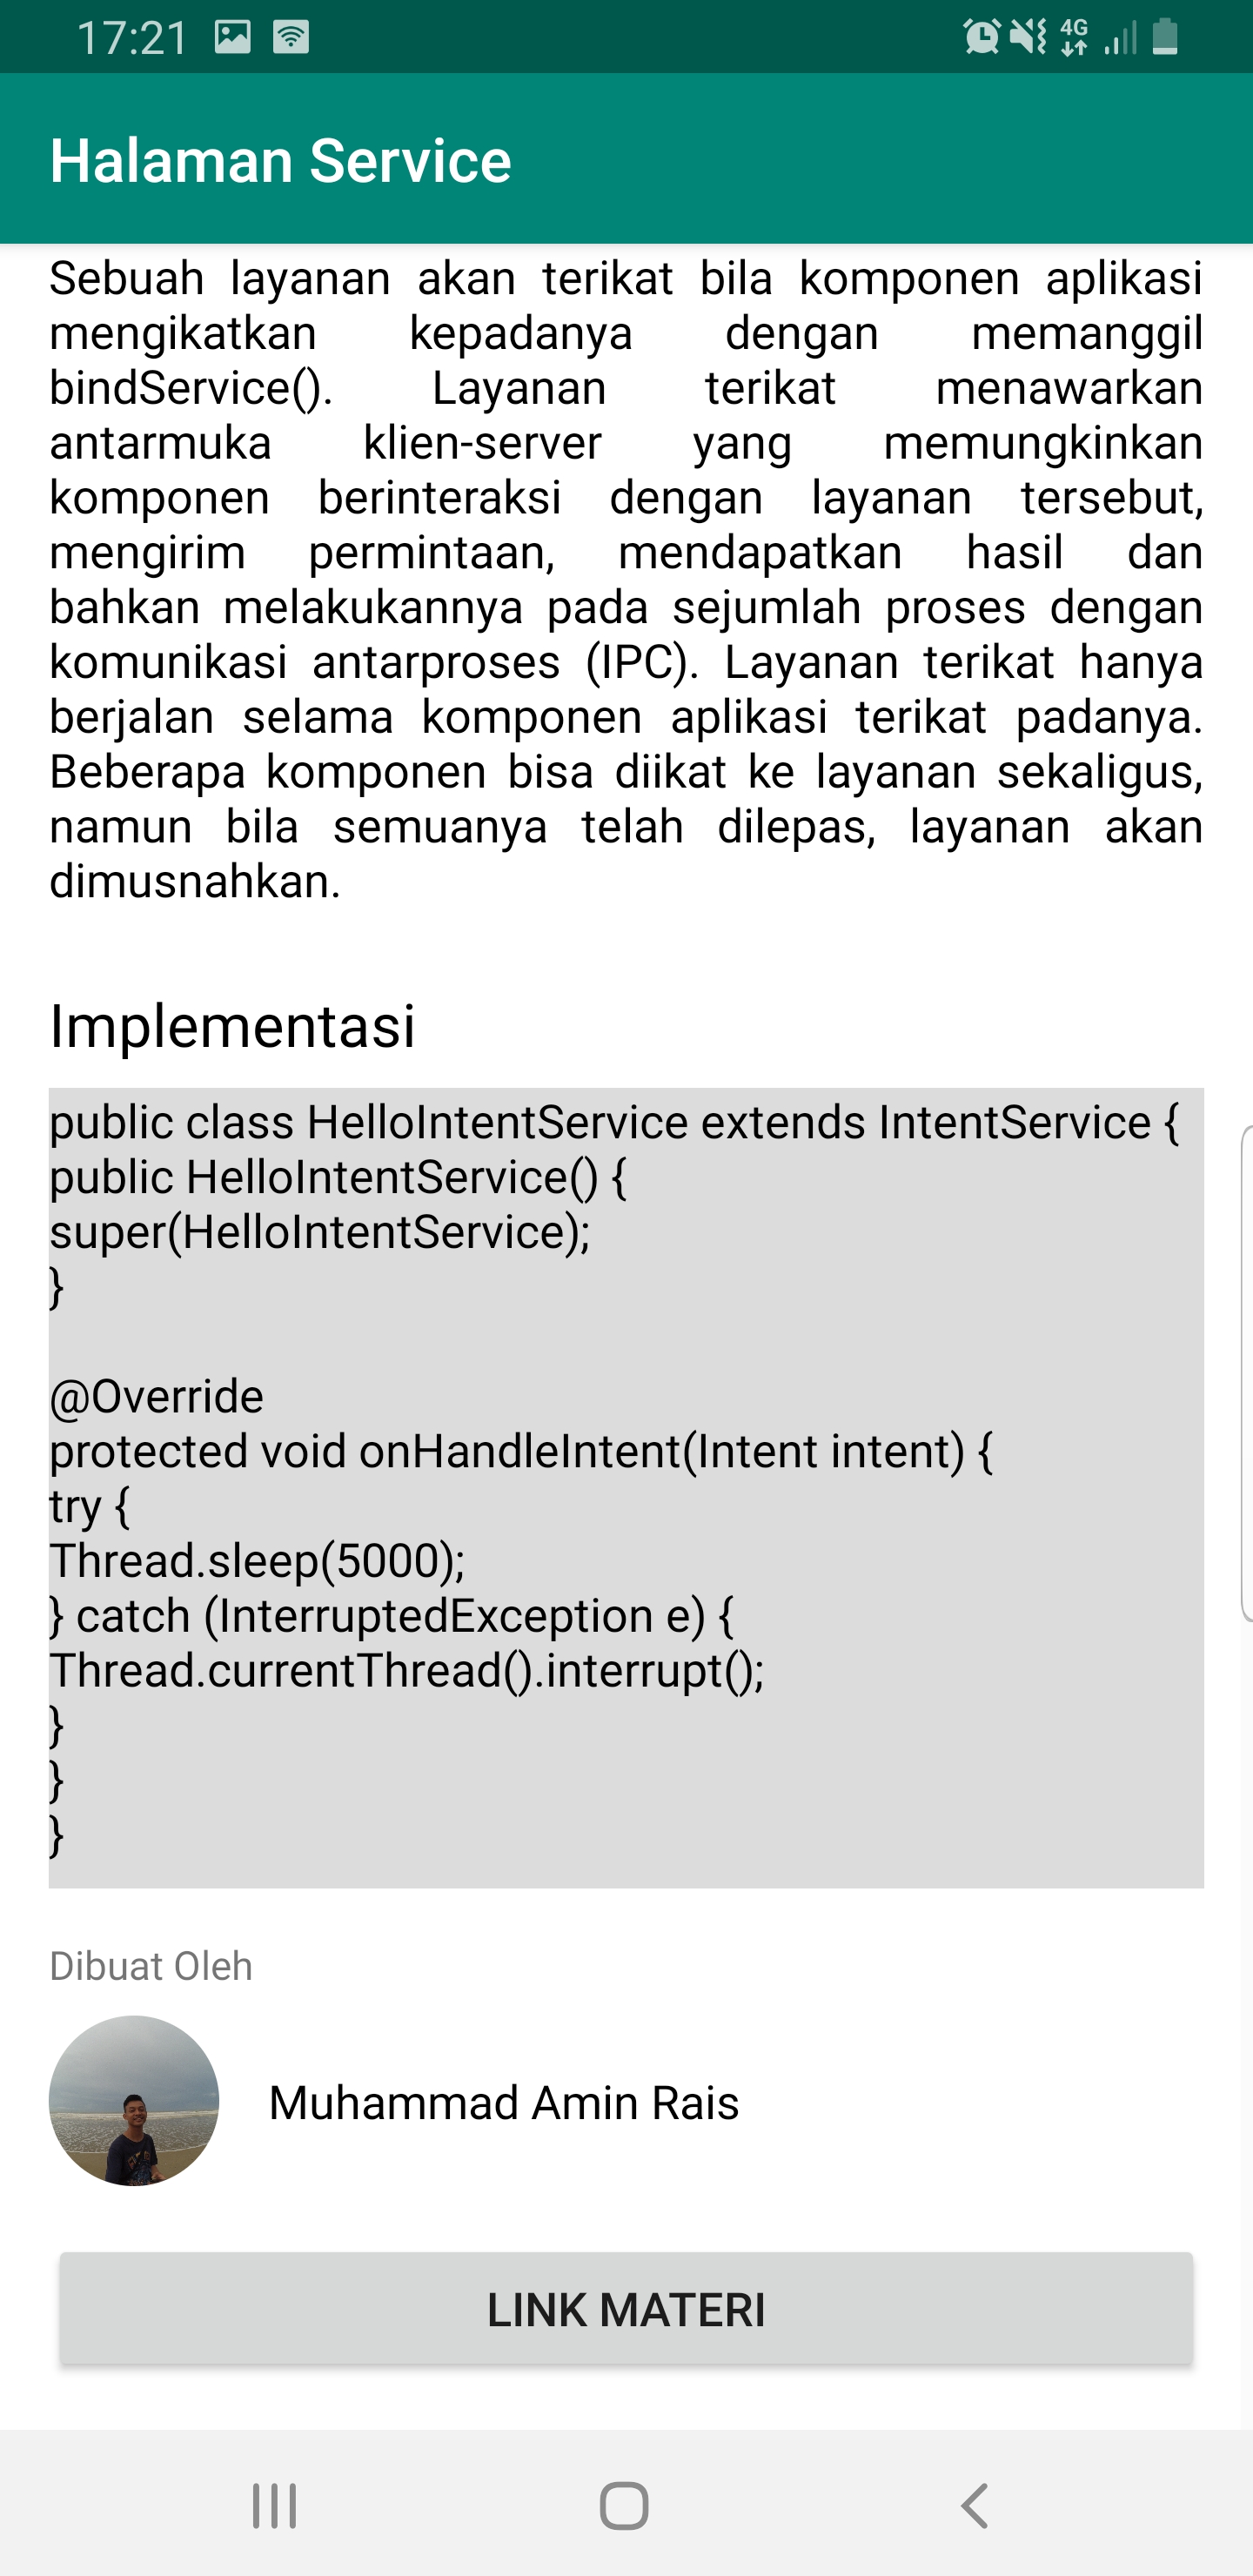 17:21
4G
Halaman Service
Sebuah layanan akan terikat bila komponen aplikasi
mengikatkan kepadanya dengan memanggil
bindService(). Layanan terikat menawarkan
antarmuka klien-server yang memungkinkan
komponen berinteraksi dengan layanan tersebut,
mengirim permintaan, mendapatkan hasil dan
bahkan melakukannya pada sejumlah proses dengan
komunikasi antarproses (IPC). Layanan terikat hanya
berjalan selama komponen aplikasi terikat padanya.
Beberapa komponen bisa diikat ke layanan sekaligus,
namun bila semuanya telah dilepas, layanan akan
dimusnahkan.
Implementasi
public class HelloIntentService extends IntentService {
public HelloIntentService() {
super(HelloIntentService);
}
@Override
protected void onHandleIntent(Intent intent) {
try {
Thread.sleep(5000);
} catch (InterruptedException e) {
Thread.currentThread().interrupt();
}
}
}
Dibuat Oleh
Muhammad Amin Rais
LINK MATERI